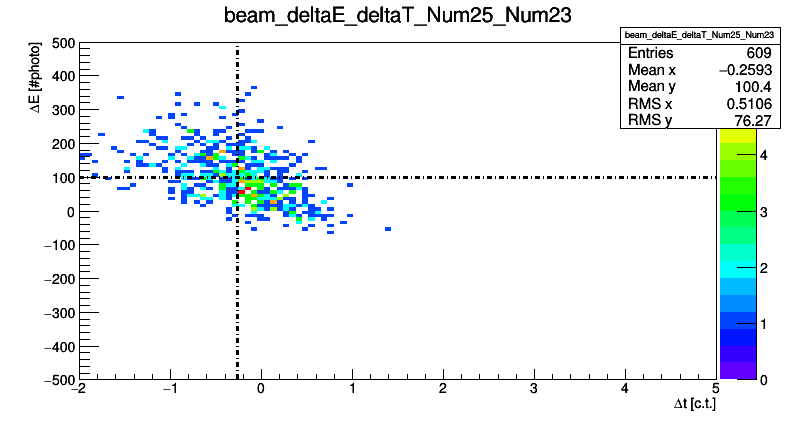 beam_deltaE_deltaT_Num25_Num23
beam_deltaE_deltaT_Num25_Num23
Entries 609
Mean x −0.2593
Mean y 100.4
RMS x 0.5106
RMS y 76.27
ΔE [#photo]
500
400
300
200
100
0
−100
−200
−300
−400
−500
−2 −1 0 1 2 3 4 5
Δt [c.t.]
4
3
2
1
0